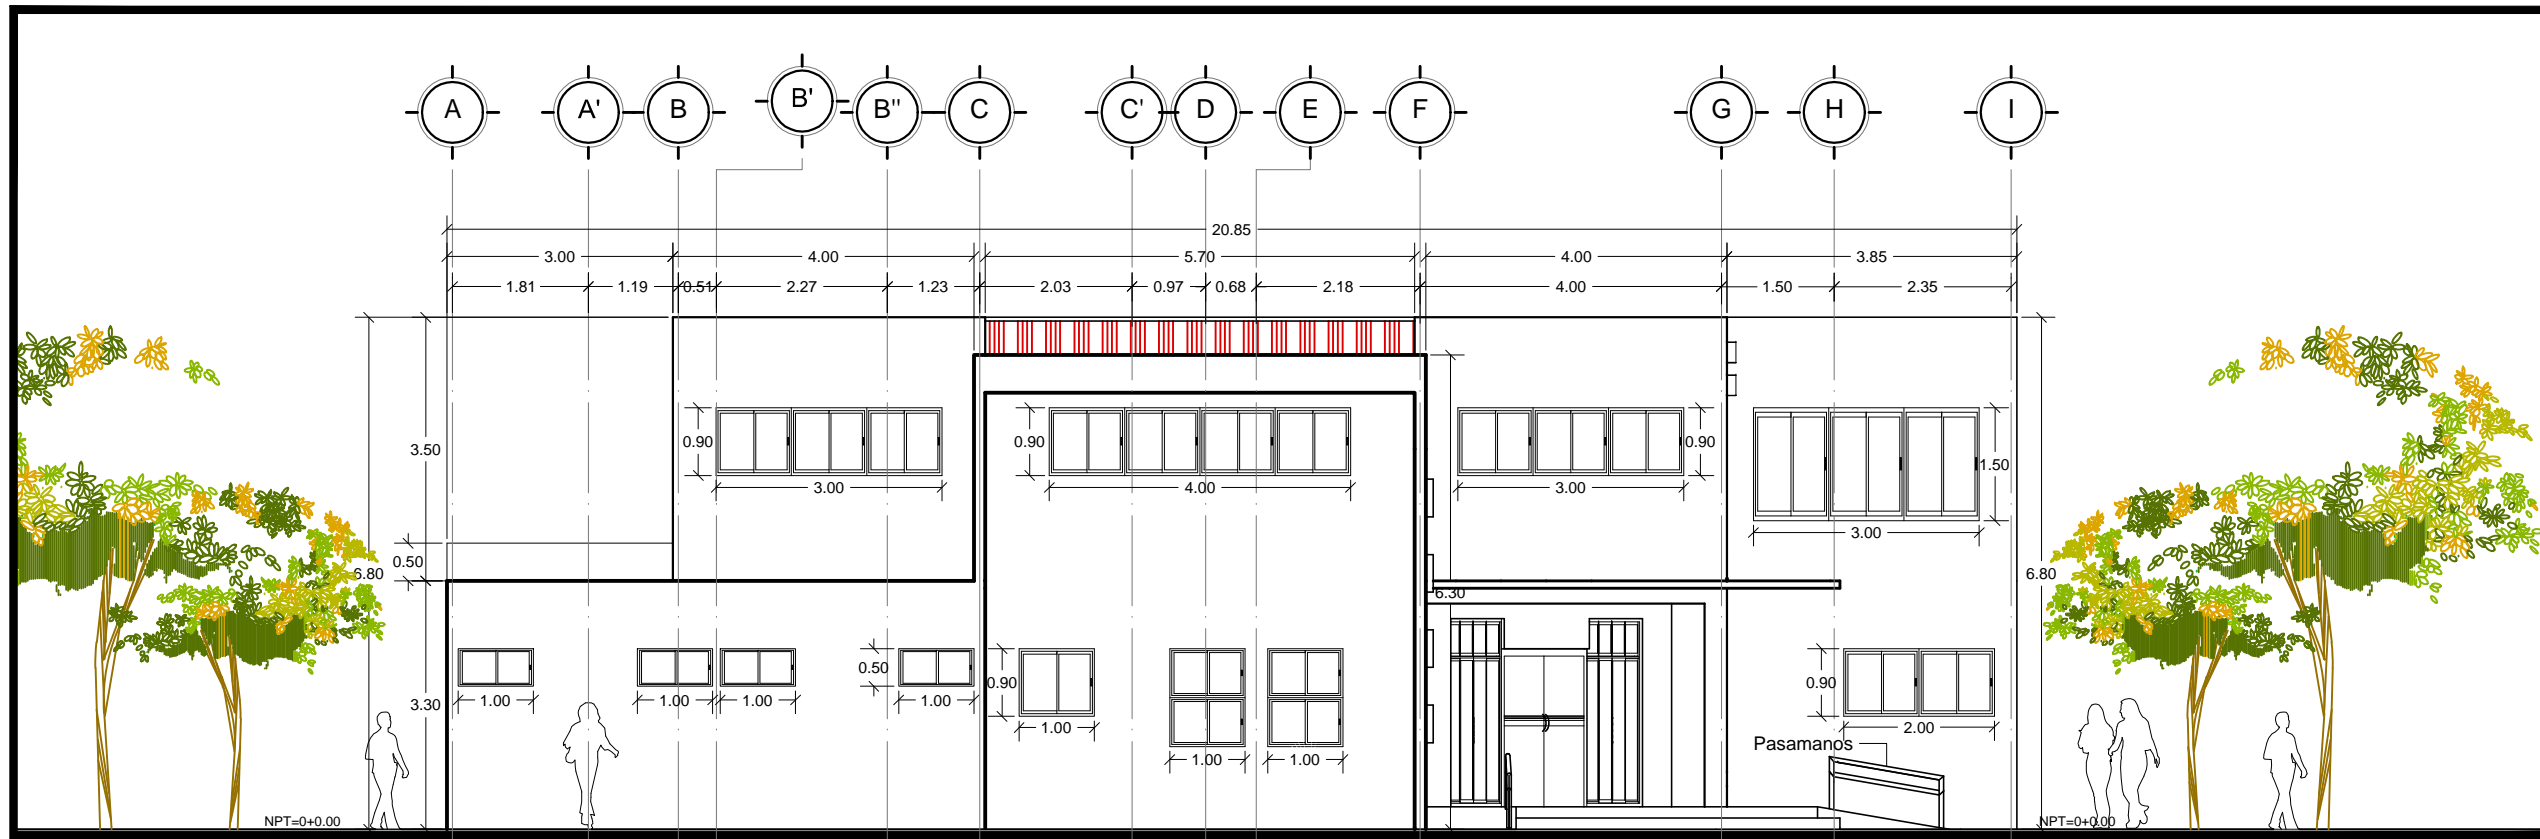 A A' B B' B" C C' D E F G H I
20.85
3.00 4.00 5.70 4.00 3.85
1.81 1.19 0.51 2.27 1.23 2.03 0.97 0.68 2.18 4.00 1.50 2.35
0.90 0.90 0.90
3.50 1.50
3.00 4.00 3.00
3.00
0.50
6.80 6.80
6.30
0.50 0.90 0.90
3.30 1.00 1.00 1.00 1.00
1.00 2.00
Pasamanos
1.00 1.00
NPT=0+0.00 NPT=0+0.00